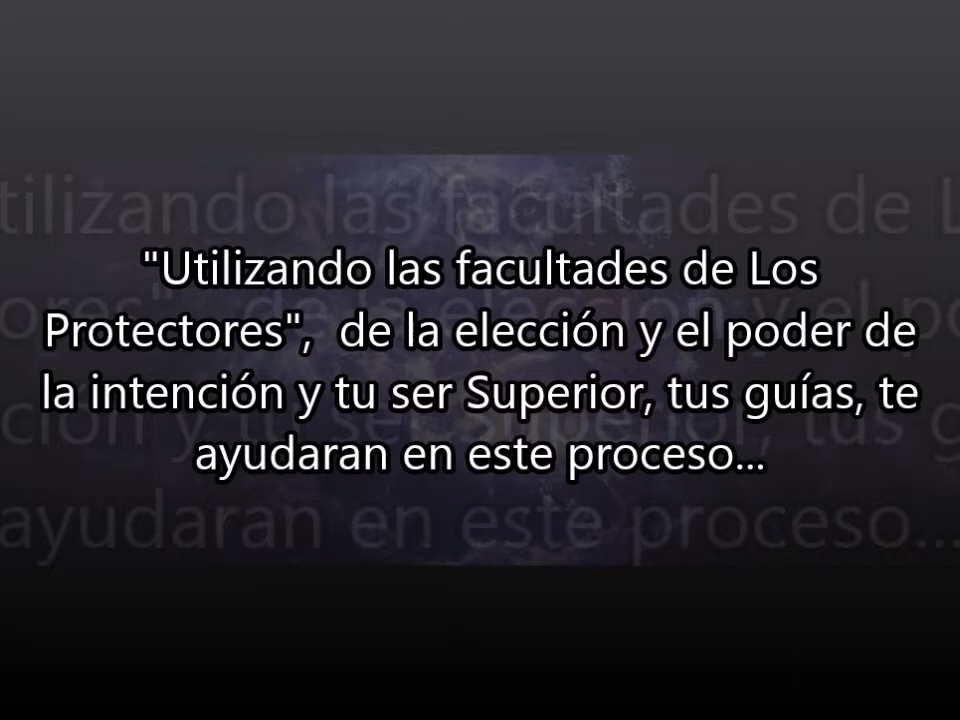 "Utilizando las facultades de Los
Protectores",  de la elección y el poder de
la intención y tu ser Superior, tus guías, te
ayudaran en este proceso...